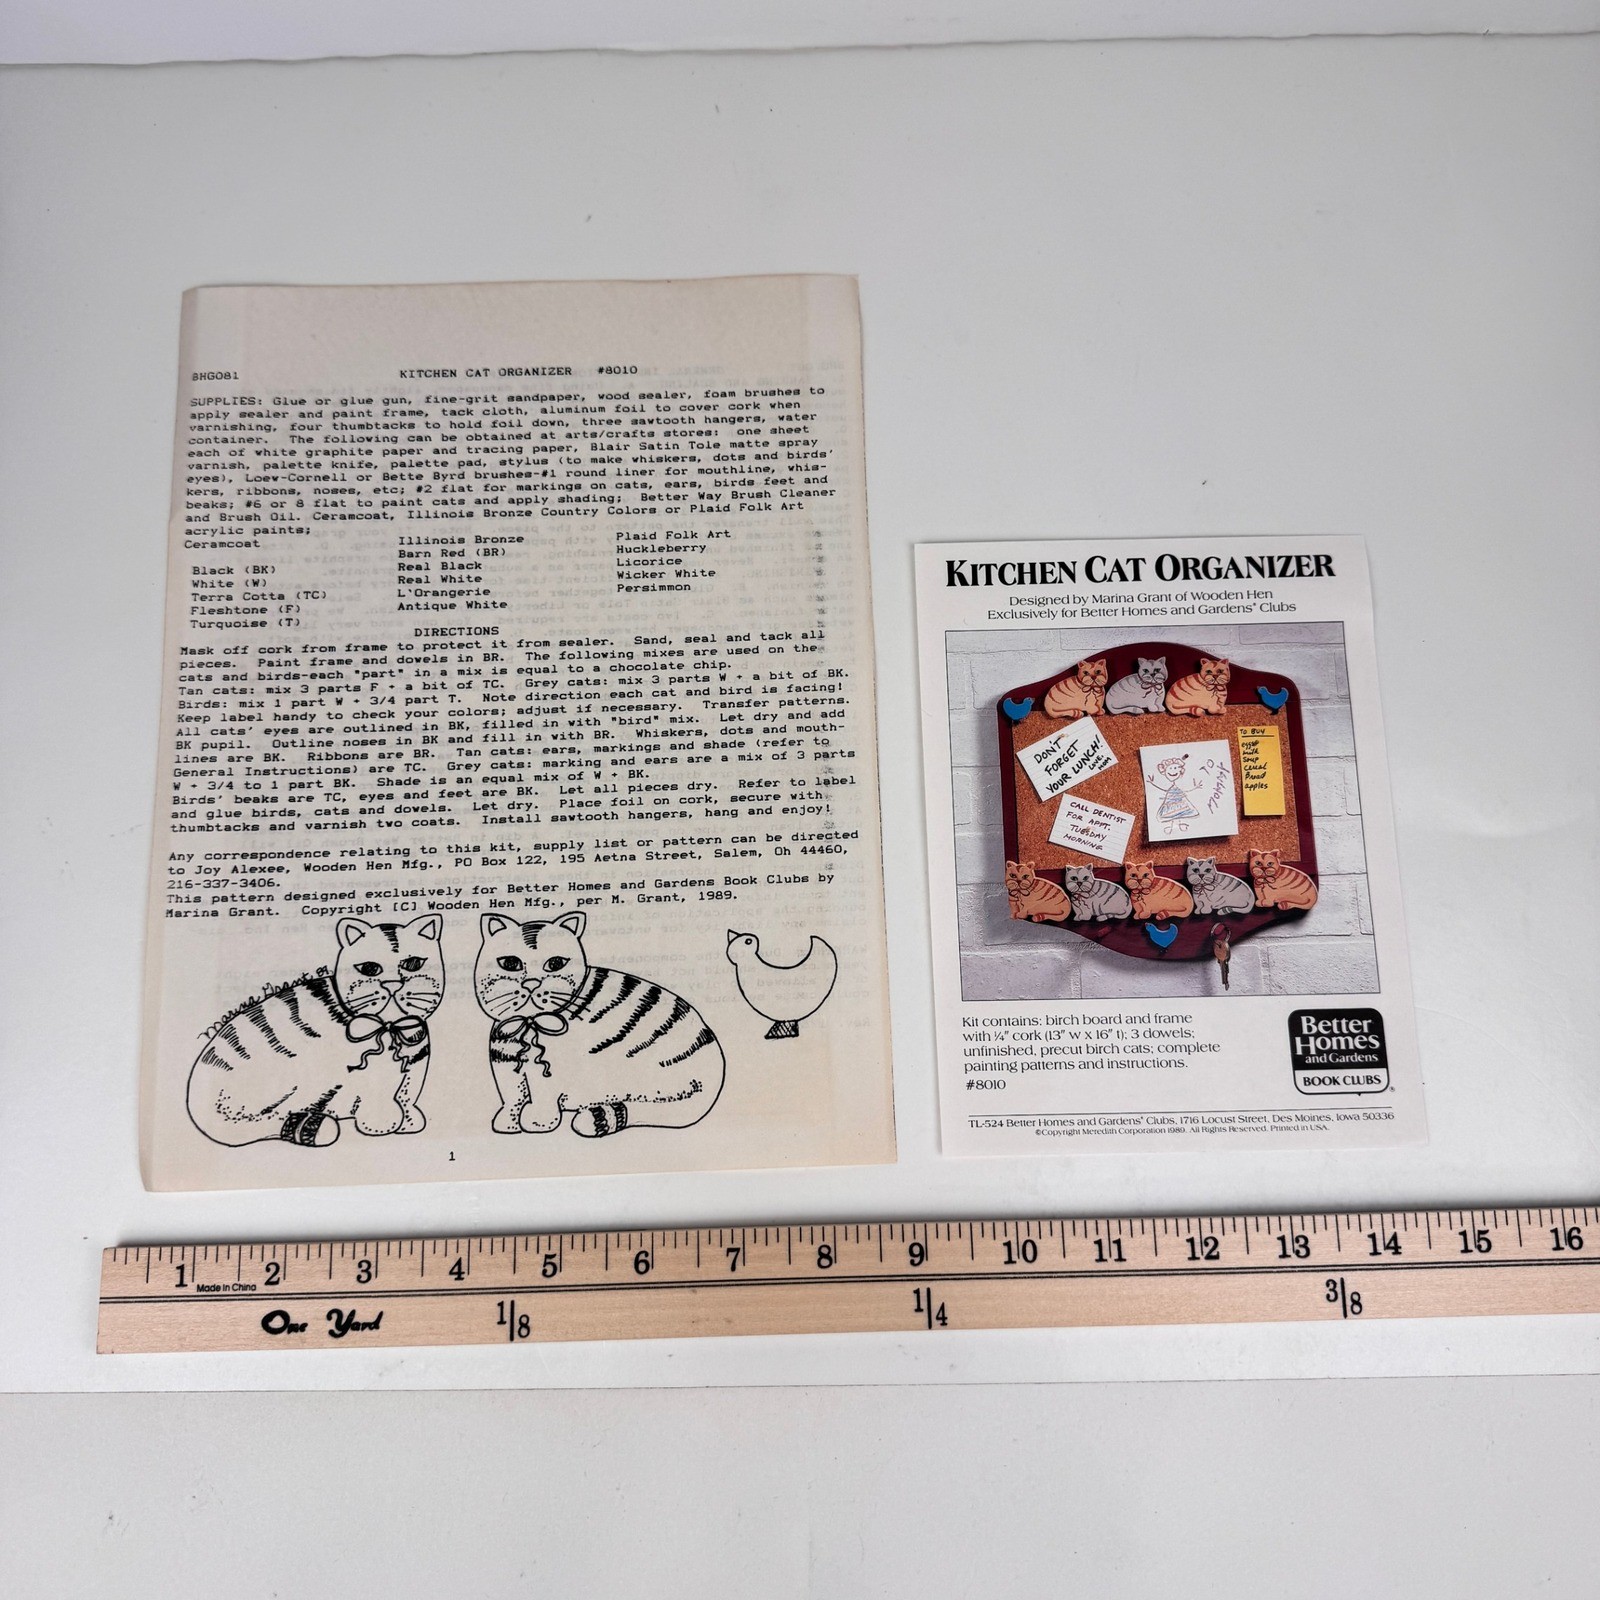 BHG081 KITCHEN CAT ORGANIZER #8010
SUPPLIES: Glue or glue gun, fine-grit sandpaper, wood sealer, foam brushes to
apply sealer and paint frame, tack cloth, aluminum foil to cover cork when
varnishing, four thumbtacks to hold foil down, three sawtooth hangers, water
container. The following can be obtained at arts/crafts stores: one sheet
each of white graphite paper and tracing paper, Blair Satin Tole matte spray
varnish, palette knife, palette pad, stylus (to make whiskers, dots and birds'
eyes), Loew-Cornell or Bette Byrd brushes-#1 round liner for mouthline, whis-
kers, ribbons, noses, etc; #2 flat for markings on cats, ears, birds feet and
beaks; #6 or 8 flat to paint cats and apply shading; Better Way Brush Cleaner
and Brush Oil. Ceramcoat, Illinois Bronze Country Colors or Plaid Folk Art
acrylic paints;
Ceramcoat Illinois Bronze Plaid Folk Art
Barn Red (BR) Huckleberry
Black (BK) Real Black Licorice
White (W) Real White Wicker White
Terra Cotta (TC) L'Orangerie Persimmon
Fleshtone (F) Antique White
Turquoise (T)
DIRECTIONS
Mask off cork from frame to protect it from sealer. Sand, seal and tack all
pieces. Paint frame and dowels in BR. The following mixes are used on the
cats and birds-each "part" in a mix is equal to a chocolate chip.
Tan cats: mix 3 parts F + a bit of TC. Grey cats: mix 3 parts W + a bit of BK.
Birds: mix 1 part W + 3/4 part T. Note direction each cat and bird is facing!
Keep label handy to check your colors; adjust if necessary. Transfer patterns.
All cats' eyes are outlined in BK, filled in with "bird" mix. Let dry and add
BK pupil. Outline noses in BK and fill in with BR. Whiskers, dots and mouth-
lines are BK. Ribbons are BR. Tan cats: ears, markings and shade (refer to
General Instructions) are TC. Grey cats: marking and ears are a mix of 3 parts
W + 3/4 to 1 part BK. Shade is an equal mix of W + BK.
Birds' beaks are TC, eyes and feet are BK. Let all pieces dry. Refer to label
and glue birds, cats and dowels. Let dry. Place foil on cork, secure with
thumbtacks and varnish two coats. Install sawtooth hangers, hang and enjoy!
Any correspondence relating to this kit, supply list or pattern can be directed
to Joy Alexee, Wooden Hen Mfg., PO Box 122, 195 Aetna Street, Salem, Oh 44460,
216-337-3406.
This pattern designed exclusively for Better Homes and Gardens Book Clubs by
Marina Grant. Copyright [C] Wooden Hen Mfg., per M. Grant, 1989.
Marina Grant 89
1
KITCHEN CAT ORGANIZER
Designed by Marina Grant of Wooden Hen
Exclusively for Better Homes and Gardens® Clubs
DON'T
FORGET
YOUR LUNCH!
LOVE, MOM
CALL DENTIST
FOR APPT.
TUESDAY
MORNING
TO
MOMMY
TO BUY
eggs
milk
soup
cereal
Bread
apples
Kit contains: birch board and frame
with ¼" cork (13" w x 16" t); 3 dowels;
unfinished, precut birch cats; complete
painting patterns and instructions.
#8010
Better
Homes
and Gardens
BOOK CLUBS®
TL-524 Better Homes and Gardens® Clubs, 1716 Locust Street, Des Moines, Iowa 50336
©Copyright Meredith Corporation 1989. All Rights Reserved. Printed in USA.
1 2 3 4 5 6 7 8 9 10 11 12 13 14 15 16
Made in China
One Yard 1/8 1/4 3/8